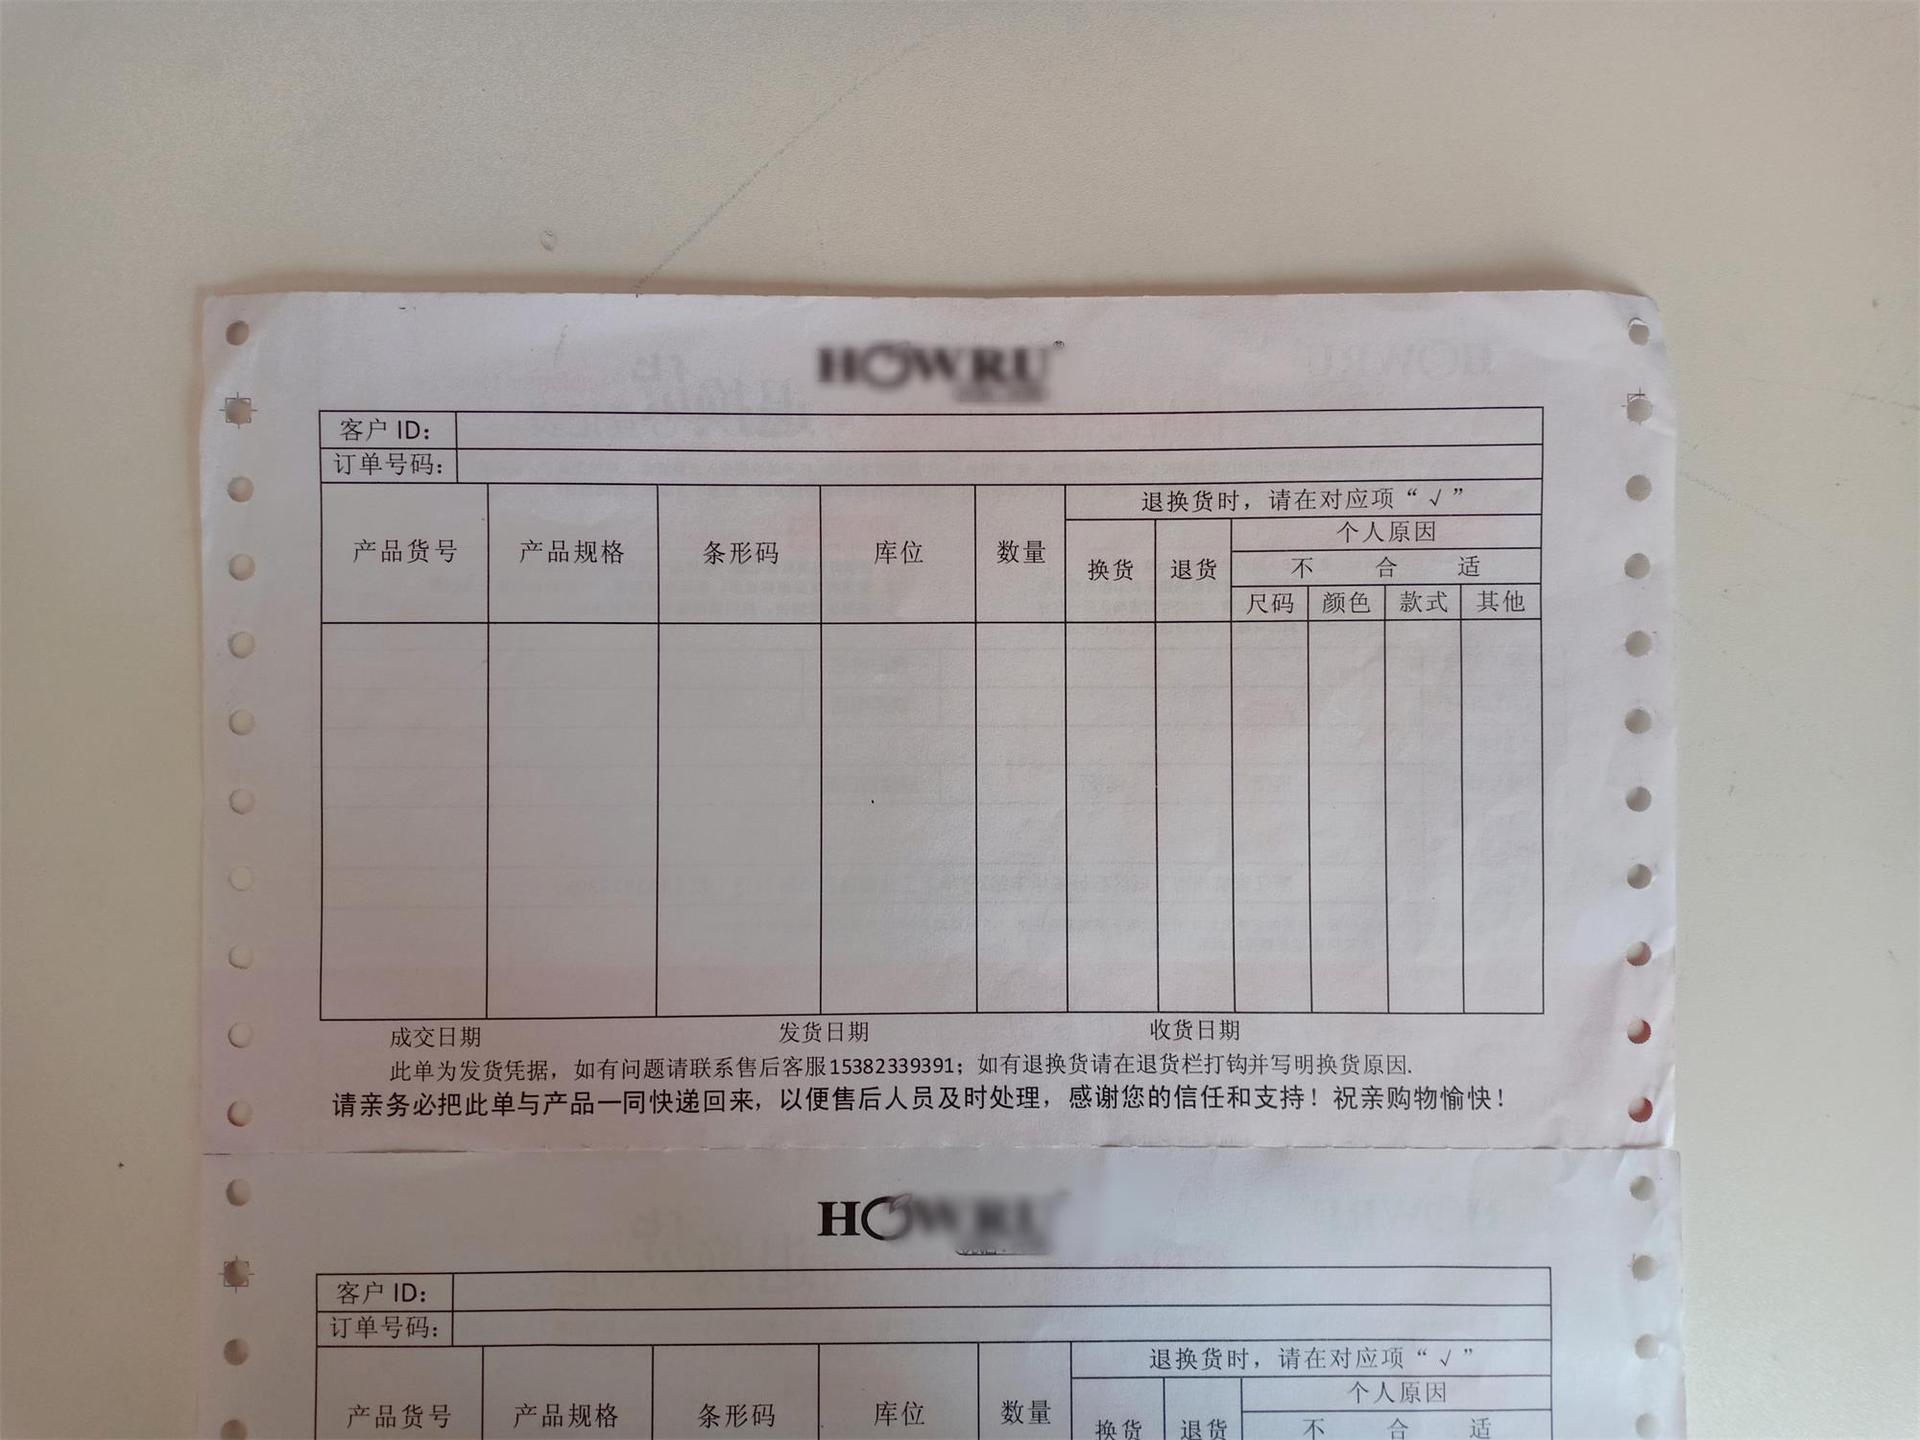 HOWRU®
客户 ID：
订单号码：
产品货号 产品规格 条形码 库位 数量 退换货时，请在对应项“√”
换货 退货 个人原因
不 合 适
尺码 颜色 款式 其他
成交日期 发货日期 收货日期
此单为发货凭据，如有问题请联系售后客服15382339391；如有退换货请在退货栏打钩并写明换货原因.
请亲务必把此单与产品一同快递回来，以便售后人员及时处理，感谢您的信任和支持！祝亲购物愉快！
HOWRU
客户 ID：
订单号码：
产品货号 产品规格 条形码 库位 数量 退换货时，请在对应项“√”
换货 退货 个人原因
不 合 适